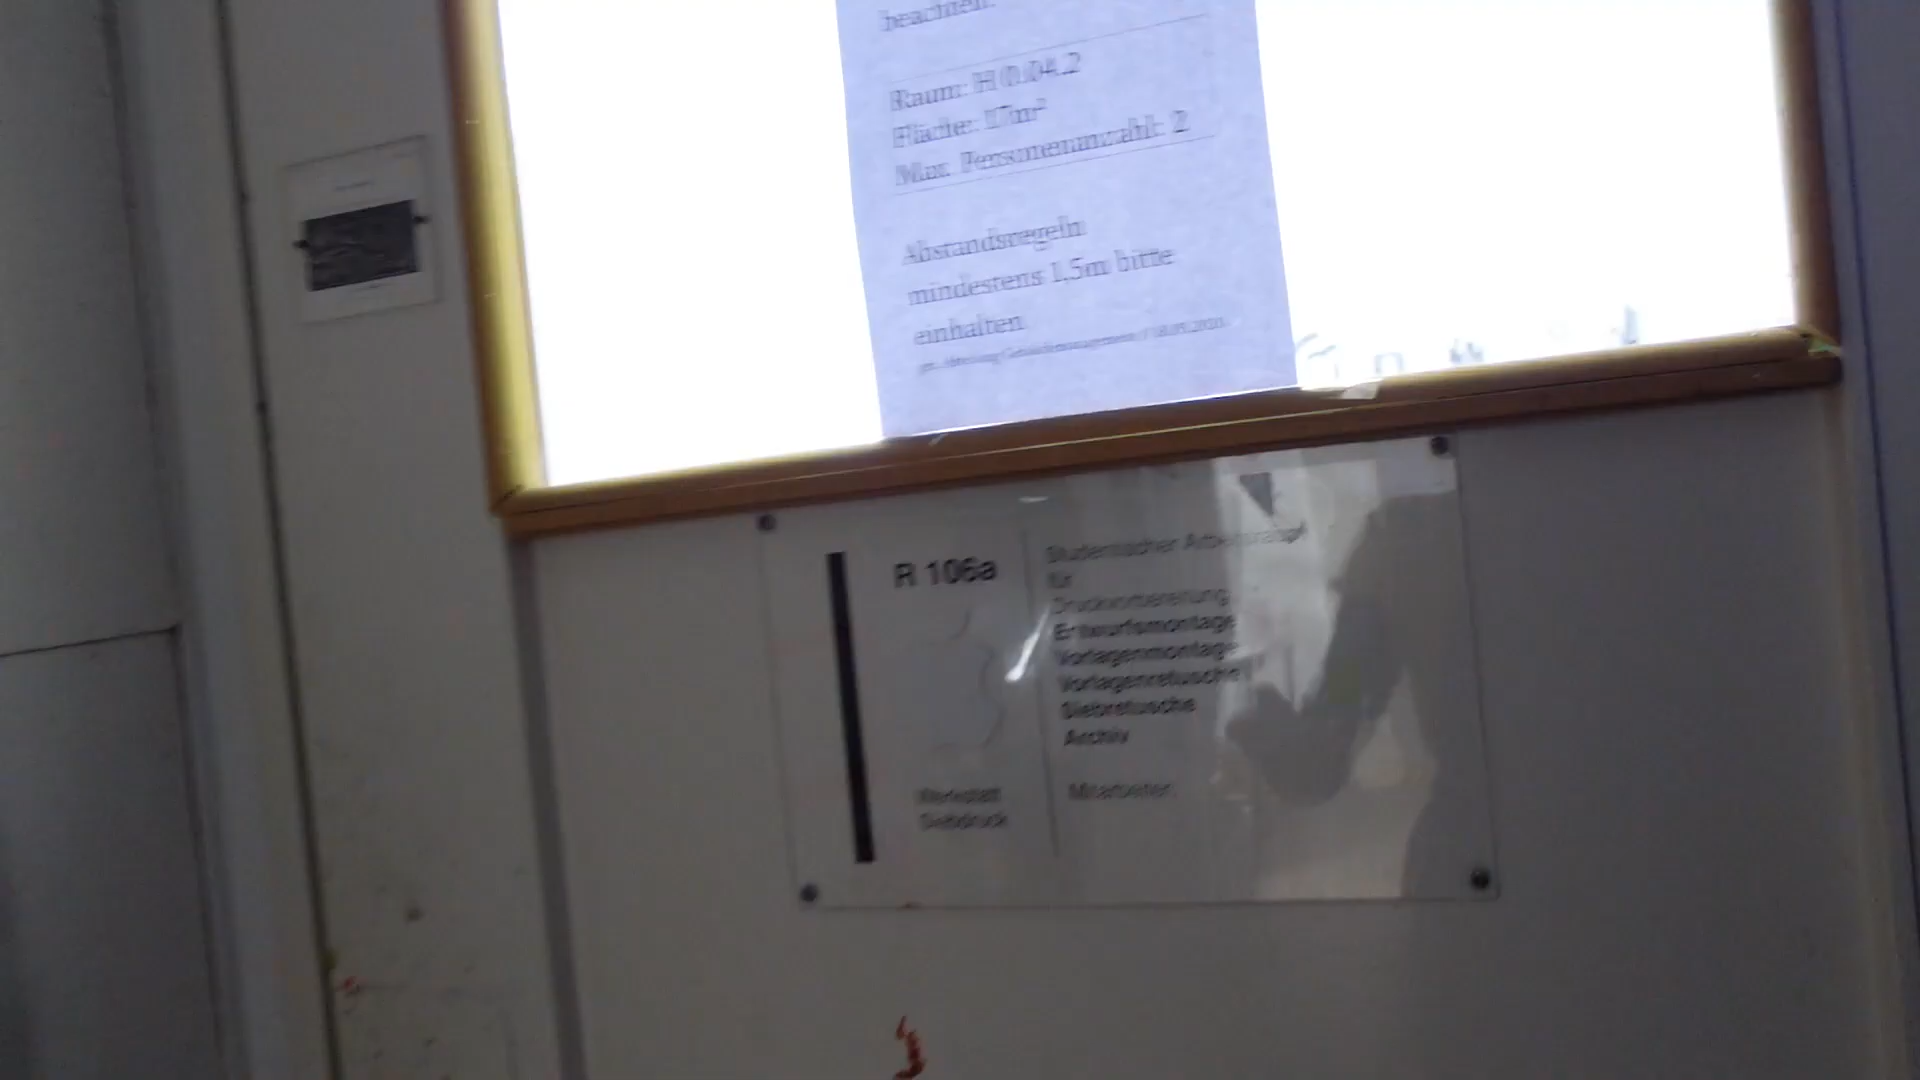 beachten.
Raum: H 0.04.2
Fläche: 17m²
Max. Personenanzahl: 2
Abstandsregeln
mindestens 1,5m bitte
einhalten
R 106a
Werkstatt
Siebdruck
Studentischer
für
Druckvorbereitung
Entwurfsmontage
Vorlagenmontage
Vorlagenretusche
Siebretusche
Archiv
Mitarbeiter: